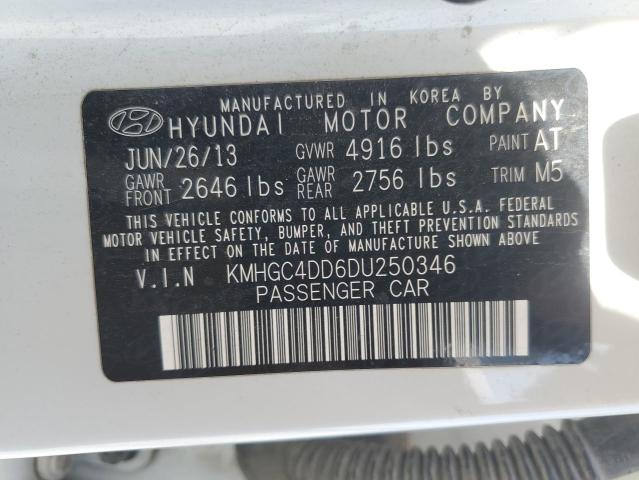 MANUFACTURED IN KOREA BY
HYUNDAI MOTOR COMPANY
JUN/26/13 GVWR 4916 lbs PAINT AT
GAWR FRONT 2646 lbs GAWR REAR 2756 lbs TRIM M5
THIS VEHICLE CONFORMS TO ALL APPLICABLE U.S.A. FEDERAL
MOTOR VEHICLE SAFETY, BUMPER, AND THEFT PREVENTION STANDARDS
IN EFFECT ON THE DATE OF MANUFACTURE SHOWN ABOVE.
V.I.N KMHGC4DD6DU250346
PASSENGER CAR